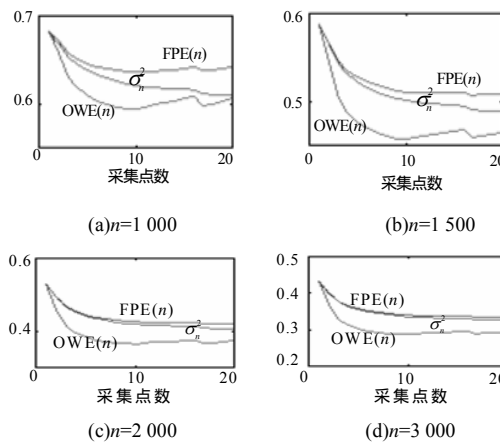 0.7
FPE(n)
σ²ₙ
0.6
OWE(n)
0 10 20
采集点数
(a)n=1 000
0.6
FPE(n)
0.5
σ²ₙ
OWE(n)
0 10 20
采集点数
(b)n=1 500
0.6
FPE(n)
0.4
σ²ₙ
OWE(n)
0 10 20
采集点数
(c)n=2 000
0.5
0.4
FPE(n)
0.3
σ²ₙ
OWE(n)
0.2
0 10 20
采集点数
(d)n=3 000